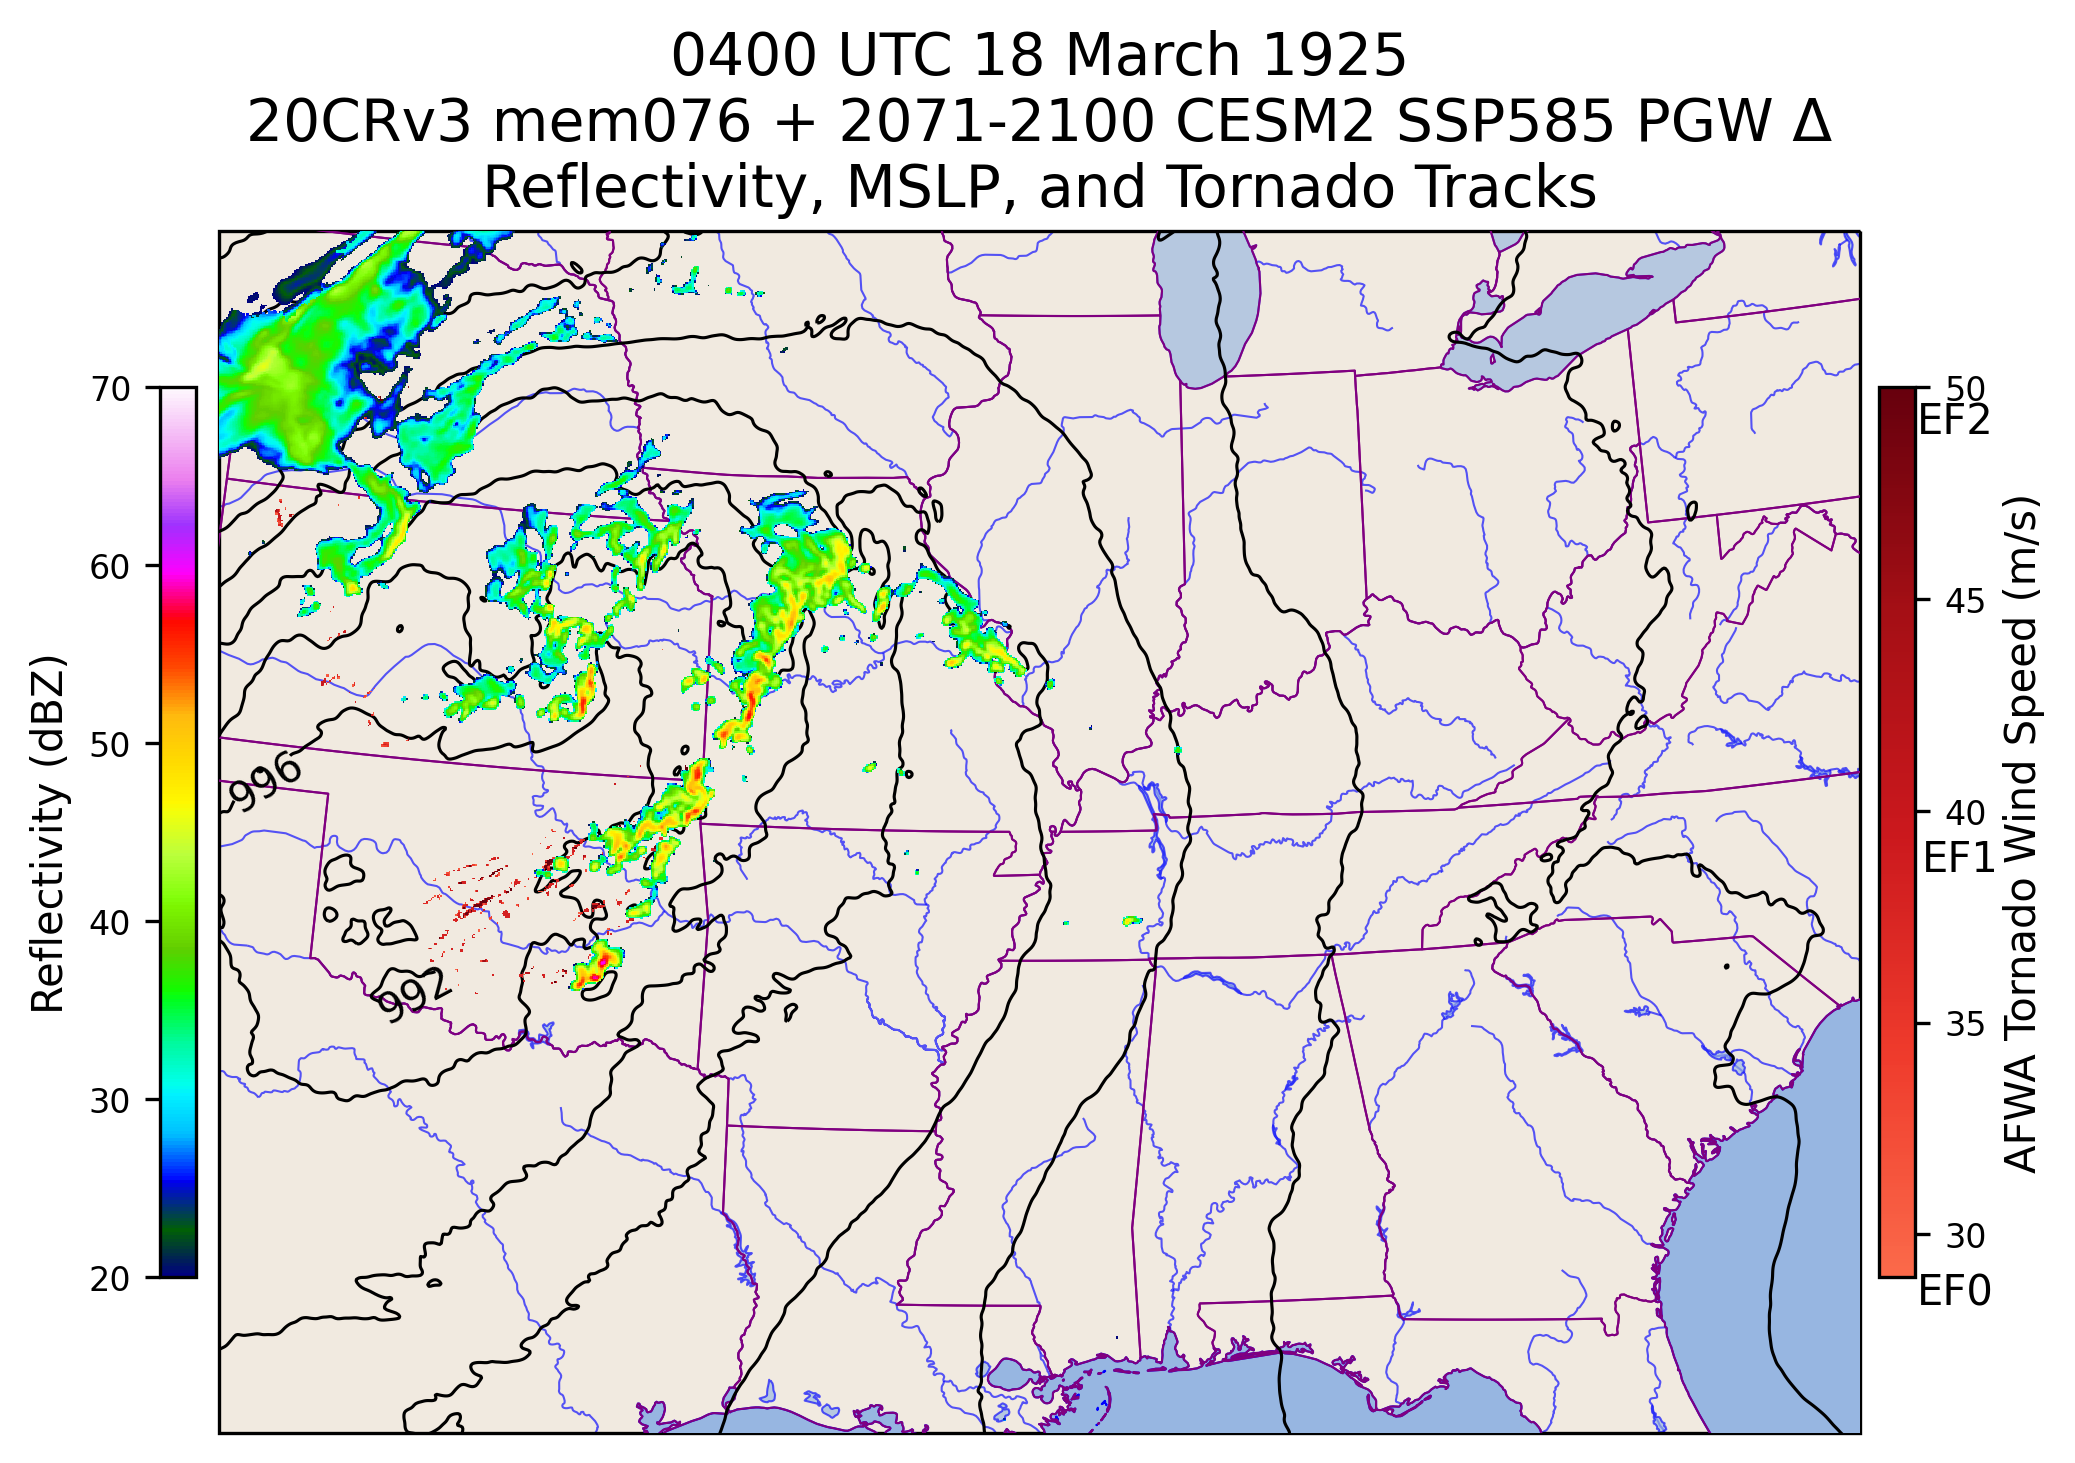 0400 UTC 18 March 1925
20CRv3 mem076 + 2071-2100 CESM2 SSP585 PGW Δ
Reflectivity, MSLP, and Tornado Tracks
70
60
50
40
30
20
Reflectivity (dBZ)
996
992
50
EF2
45
40
EF1
35
30
EF0
AFWA Tornado Wind Speed (m/s)